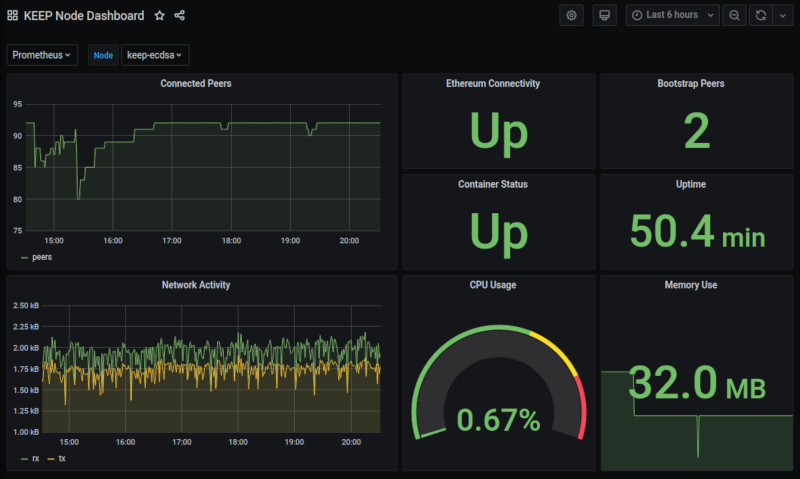 KEEP Node Dashboard
Last 6 hours
Prometheus
Node
keep-ecdsa
Connected Peers
95
90
85
80
75
15:00 16:00 17:00 18:00 19:00 20:00
peers
Ethereum Connectivity
Up
Bootstrap Peers
2
Container Status
Up
Uptime
50.4 min
Network Activity
2.50 kB
2.25 kB
2.00 kB
1.75 kB
1.50 kB
1.25 kB
1.00 kB
15:00 16:00 17:00 18:00 19:00 20:00
rx tx
CPU Usage
0.67%
Memory Use
32.0 MB